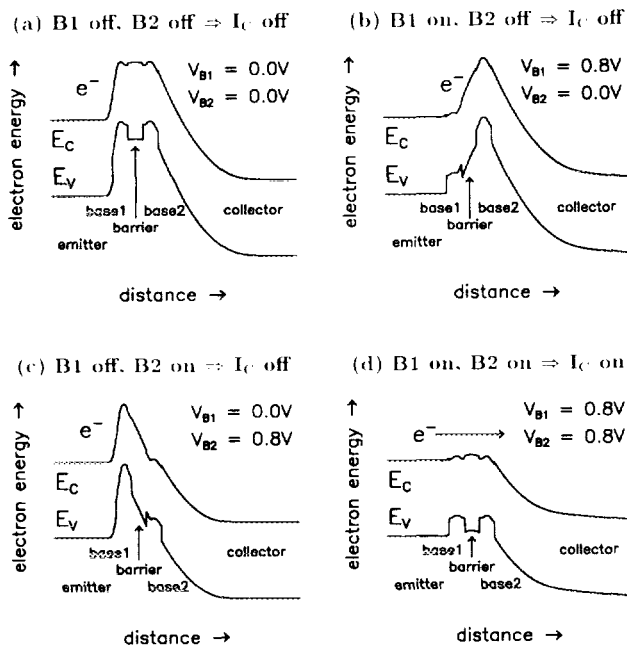 (a) B1 off, B2 off ⇒ I_C off
electron energy →
e⁻
V_B1 = 0.0V
V_B2 = 0.0V
E_C
E_V
base1
base2
barrier
collector
emitter
distance →
(b) B1 on, B2 off ⇒ I_C off
electron energy →
e⁻
V_B1 = 0.8V
V_B2 = 0.0V
E_C
E_V
base1
base2
barrier
collector
emitter
distance →
(c) B1 off, B2 on ⇒ I_C off
electron energy →
e⁻
V_B1 = 0.0V
V_B2 = 0.8V
E_C
E_V
base1
barrier
collector
emitter
base2
distance →
(d) B1 on, B2 on ⇒ I_C on
electron energy →
e⁻
V_B1 = 0.8V
V_B2 = 0.8V
E_C
E_V
base1
barrier
collector
emitter
base2
distance →